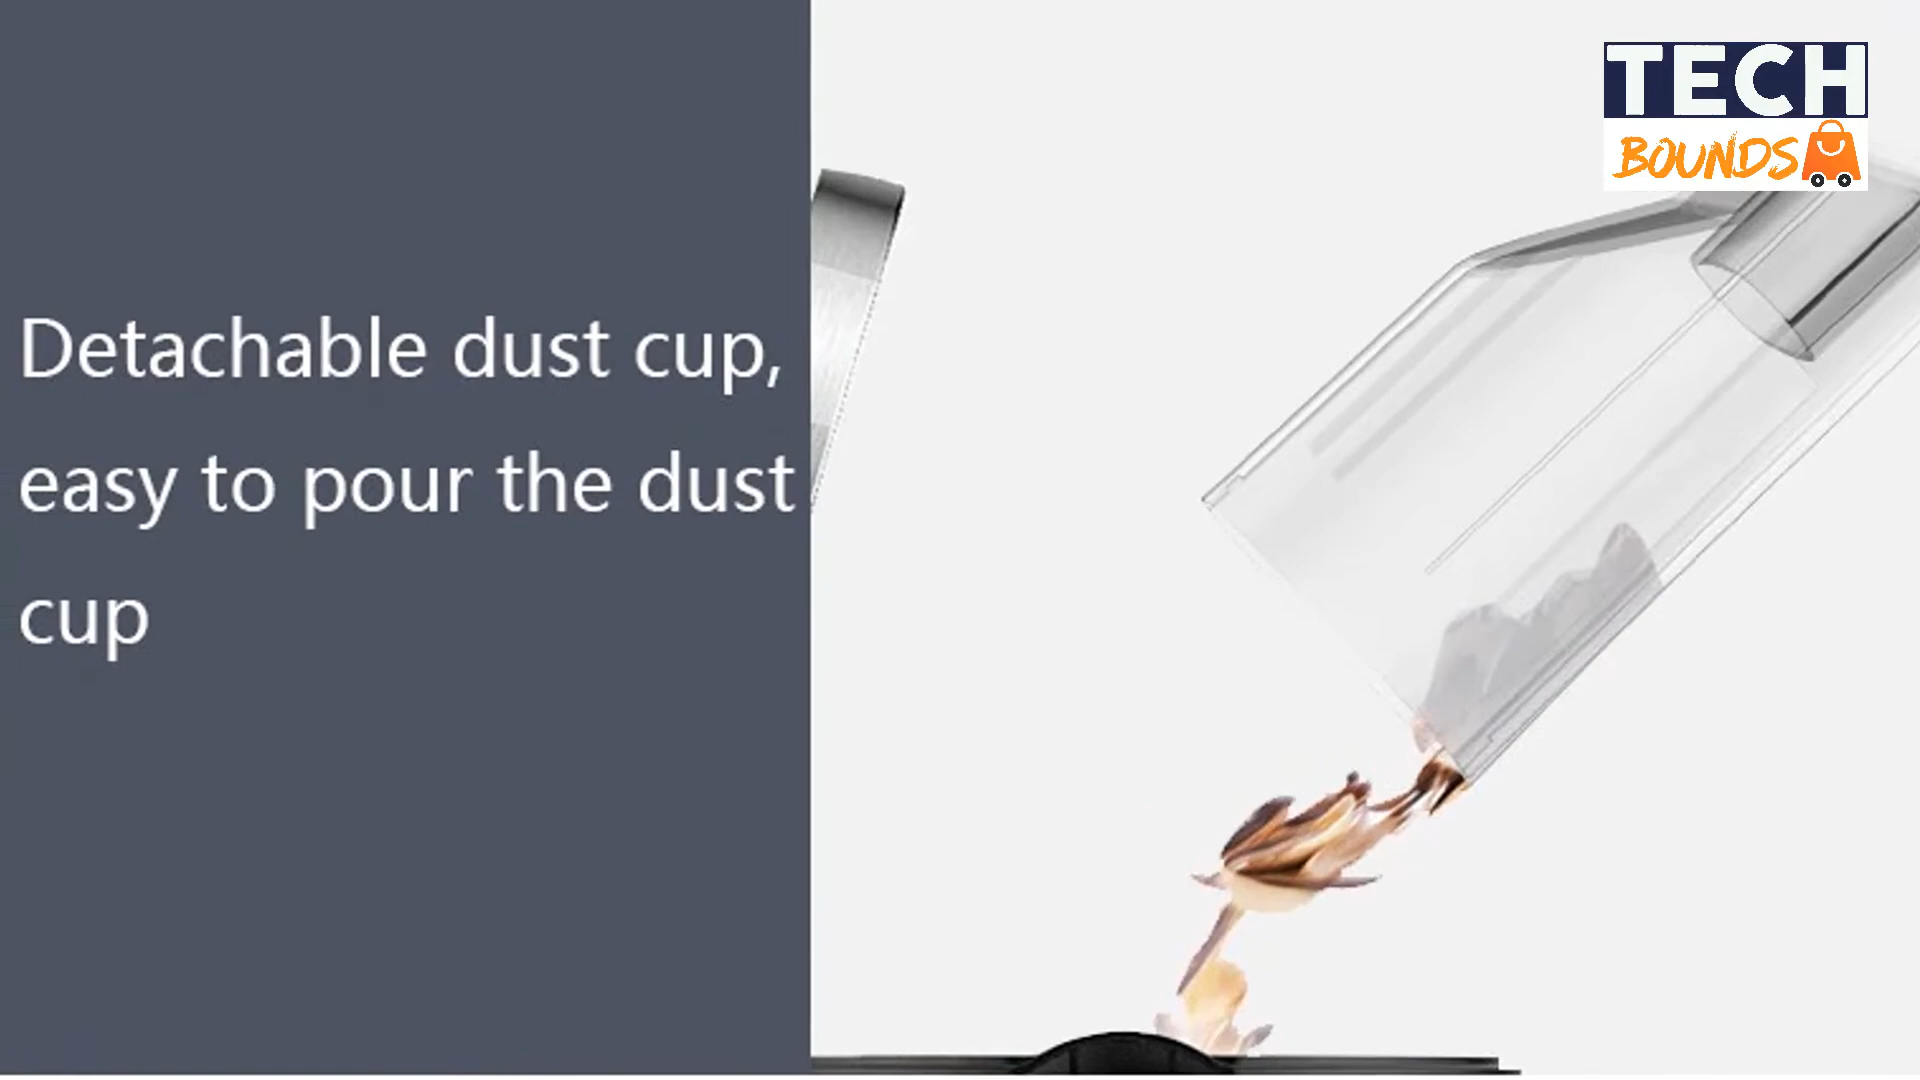 TECH
BOUNDS
Detachable dust cup,
easy to pour the dust
cup